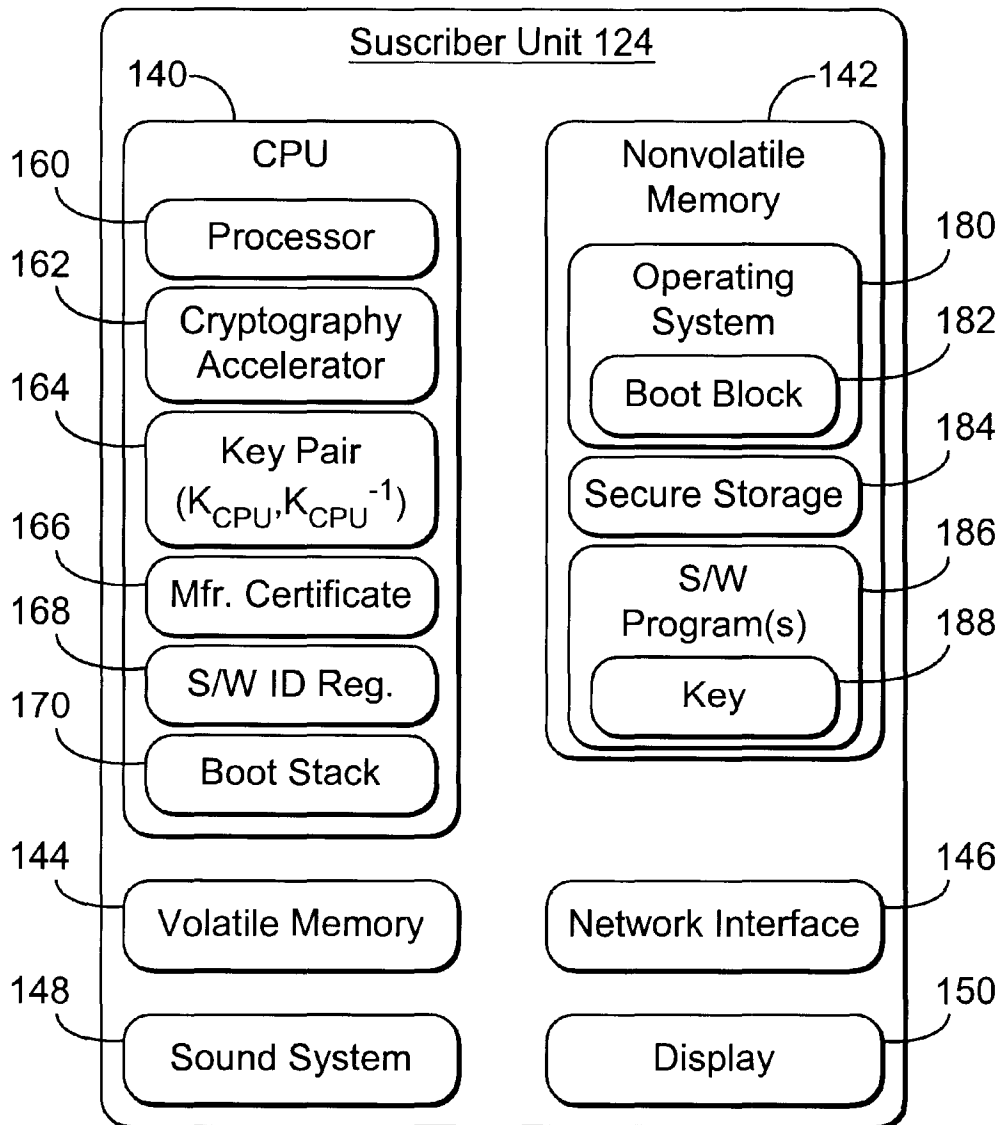 Suscriber Unit 124
140
142
CPU
160
Processor
162
Cryptography
Accelerator
164
Key Pair
(K_CPU,K_CPU^-1)
166
Mfr. Certificate
168
S/W ID Reg.
170
Boot Stack
Nonvolatile
Memory
180
Operating
System
182
Boot Block
184
Secure Storage
186
S/W
Program(s)
188
Key
144
Volatile Memory
146
Network Interface
148
Sound System
150
Display